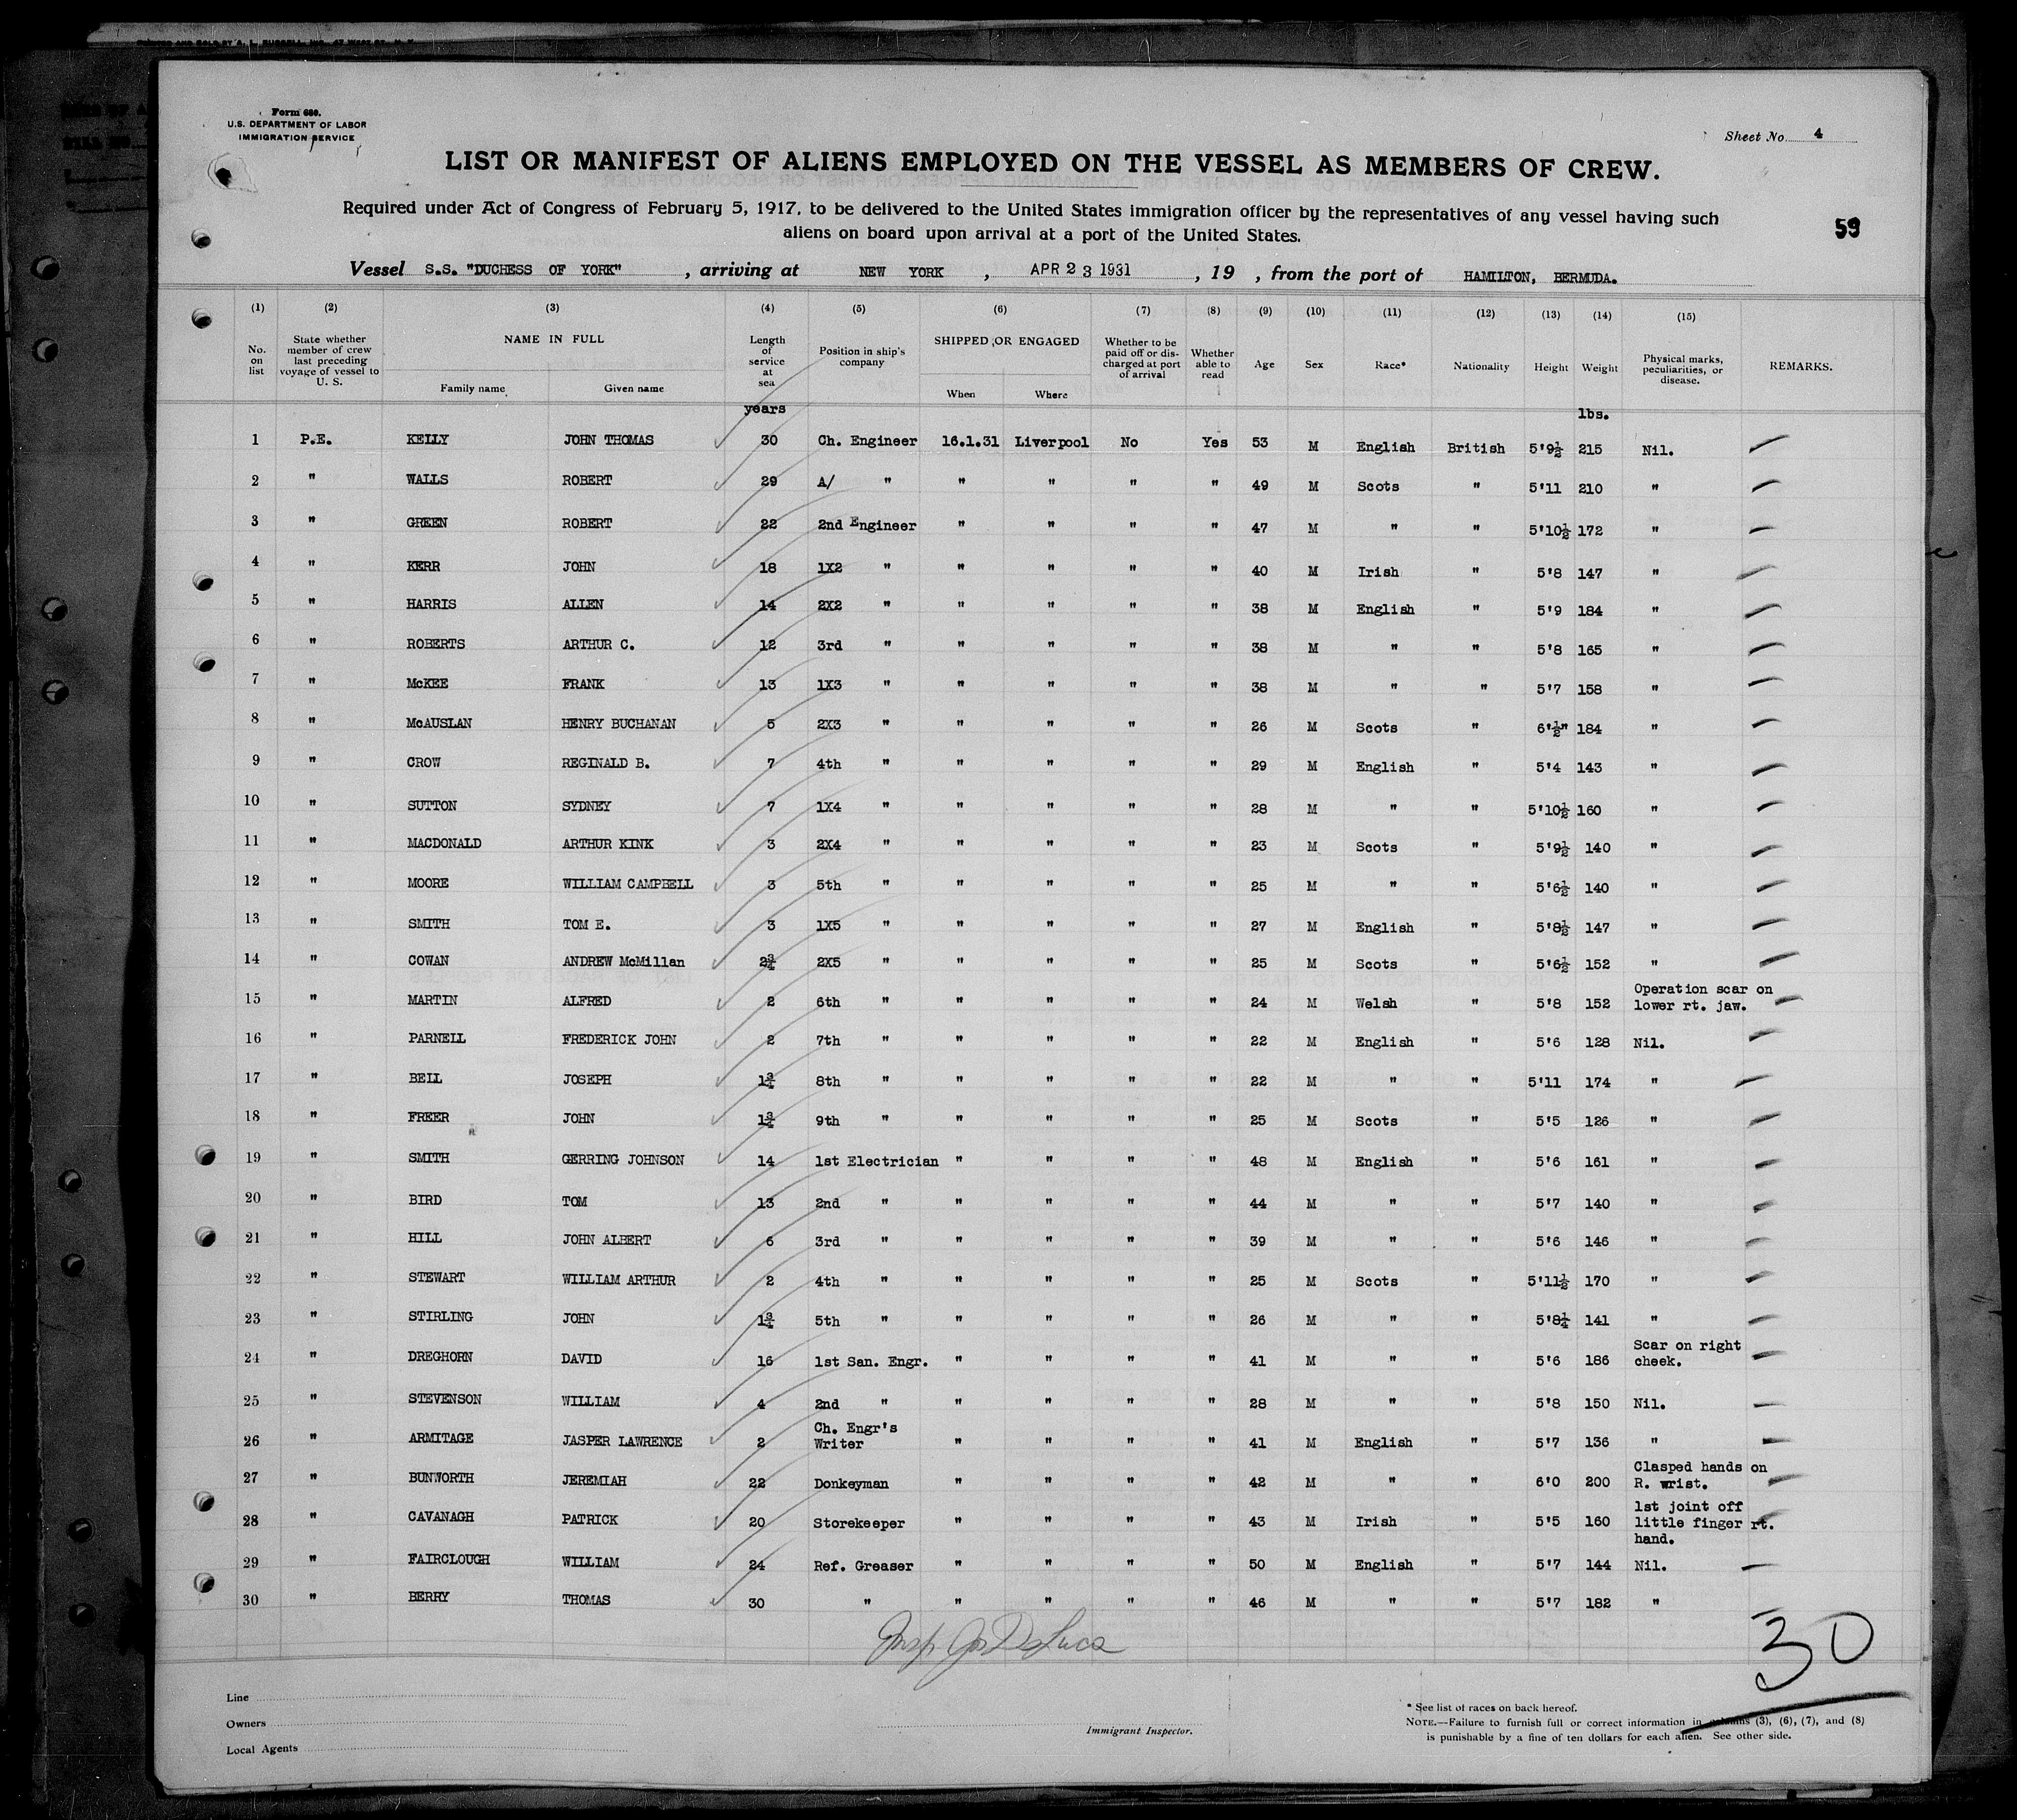 Form 680.
U.S. DEPARTMENT OF LABOR
IMMIGRATION SERVICE
Sheet No. 4
LIST OR MANIFEST OF ALIENS EMPLOYED ON THE VESSEL AS MEMBERS OF CREW.
Required under Act of Congress of February 5, 1917, to be delivered to the United States immigration officer by the representatives of any vessel having such
aliens on board upon arrival at a port of the United States.
59
Vessel S.S. "DUCHESS OF YORK", arriving at NEW YORK, APR 23 1931, 19 , from the port of HAMILTON, BERMUDA.
(1) (2) (3) (4) (5) (6) (7) (8) (9) (10) (11) (12) (13) (14) (15)
No. on list State whether member of crew last preceding voyage of vessel to U. S. NAME IN FULL Family name Given name Length of service at sea Position in ship's company SHIPPED OR ENGAGED When Where Whether to be paid off or discharged at port of arrival Whether able to read Age Sex Race* Nationality Height Weight Physical marks, peculiarities, or disease. REMARKS.
years lbs.
1 P.E. KELLY JOHN THOMAS 30 Ch. Engineer 16.1.31 Liverpool No Yes 53 M English British 5'9½ 215 Nil.
2 " WALLS ROBERT 29 A/ " " " " " 49 M Scots " 5'11 210 "
3 " GREEN ROBERT 22 2nd Engineer " " " " 47 M " " 5'10½ 172 "
4 " KERR JOHN 18 1X2 " " " " " 40 M Irish " 5'8 147 "
5 " HARRIS ALLEN 14 2X2 " " " " " 38 M English " 5'9 184 "
6 " ROBERTS ARTHUR C. 12 3rd " " " " " 38 M " " 5'8 165 "
7 " McKEE FRANK 13 1X3 " " " " " 38 M " " 5'7 158 "
8 " McAUSLAN HENRY BUCHANAN 5 2X3 " " " " " 26 M Scots " 6'½" 184 "
9 " CROW REGINALD B. 7 4th " " " " " 29 M English " 5'4 143 "
10 " SUTTON SYDNEY 7 1X4 " " " " " 28 M " " 5'10½ 160 "
11 " MACDONALD ARTHUR KINK 3 2X4 " " " " " 23 M Scots " 5'9½ 140 "
12 " MOORE WILLIAM CAMPBELL 3 5th " " " " " 25 M " " 5'6½ 140 "
13 " SMITH TOM E. 3 1X5 " " " " " 27 M English " 5'8½ 147 "
14 " COWAN ANDREW McMillan 2¾ 2X5 " " " " " 25 M Scots " 5'6½ 152 "
15 " MARTIN ALFRED 2 6th " " " " " 24 M Welsh " 5'8 152 Operation scar on lower rt. jaw.
16 " PARNELL FREDERICK JOHN 2 7th " " " " " 22 M English " 5'6 128 Nil.
17 " BELL JOSEPH 1¾ 8th " " " " " 22 M " " 5'11 174 "
18 " FREER JOHN 1¾ 9th " " " " " 25 M Scots " 5'5 126 "
19 " SMITH GERRING JOHNSON 14 1st Electrician " " " " 48 M English " 5'6 161 "
20 " BIRD TOM 13 2nd " " " " " 44 M " " 5'7 140 "
21 " HILL JOHN ALBERT 6 3rd " " " " " 39 M " " 5'6 146 "
22 " STEWART WILLIAM ARTHUR 2 4th " " " " " 25 M Scots " 5'11½ 170 "
23 " STIRLING JOHN 1¾ 5th " " " " " 26 M " " 5'8¼ 141 "
24 " DREGHORN DAVID 16 1st San. Engr. " " " " 41 M " " 5'6 186 Scar on right cheek.
25 " STEVENSON WILLIAM 4 2nd " " " " " 28 M " " 5'8 150 Nil.
26 " ARMITAGE JASPER LAWRENCE 2 Ch. Engr's Writer " " " " 41 M English " 5'7 136 "
27 " BUNWORTH JEREMIAH 22 Donkeyman " " " " 42 M " " 6'0 200 Clasped hands on R. wrist.
28 " CAVANAGH PATRICK 20 Storekeeper " " " " 43 M Irish " 5'5 160 1st joint off little finger rt. hand.
29 " FAIRCLOUGH WILLIAM 24 Ref. Greaser " " " " 50 M English " 5'7 144 Nil.
30 " BERRY THOMAS 30 " " " " " 46 M " " 5'7 182 "
30
Line
Owners
Local Agents
Immigrant Inspector.
* See list of races on back hereof.
NOTE.—Failure to furnish full or correct information in columns (3), (6), (7), and (8)
is punishable by a fine of ten dollars for each alien. See other side.